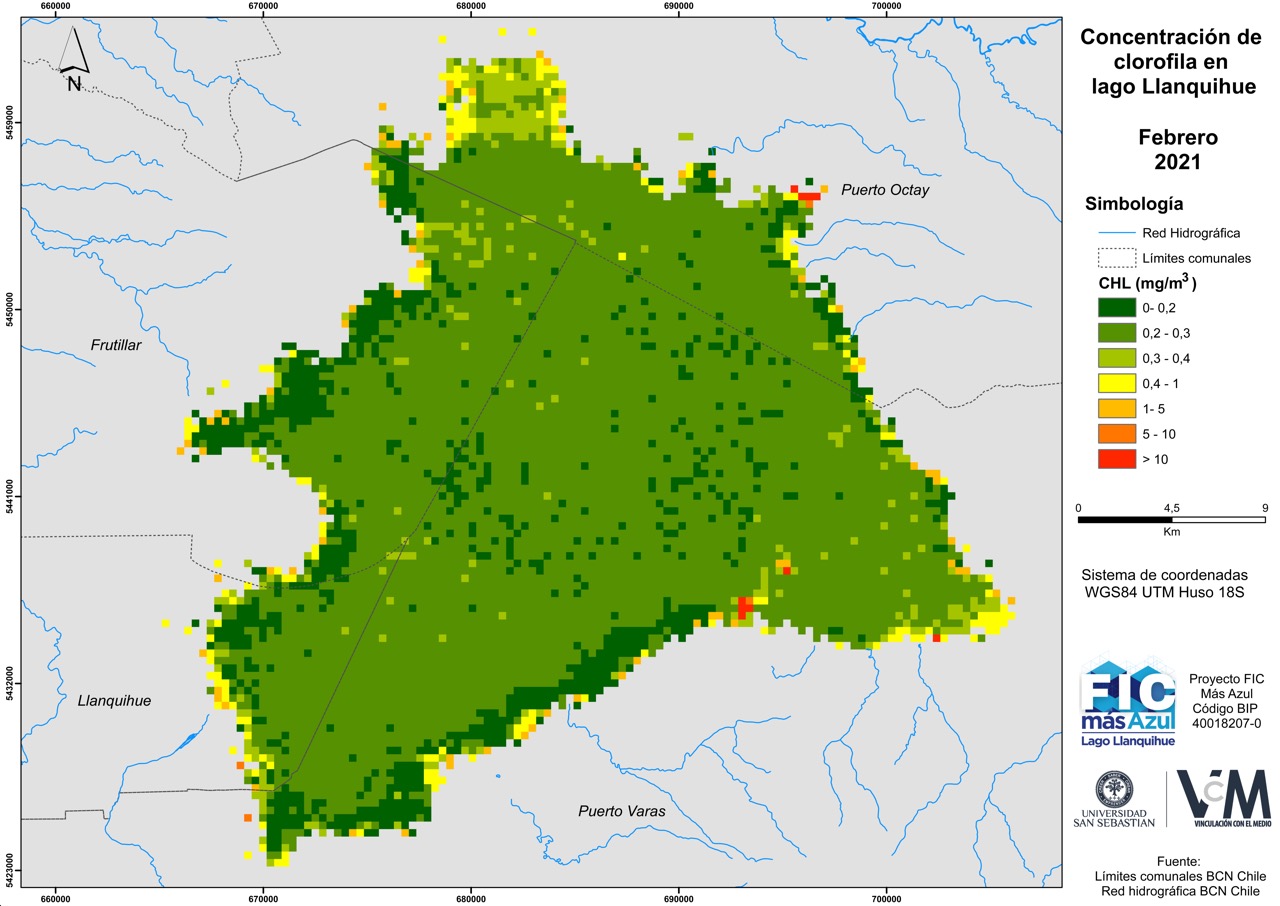 660000
670000
680000
690000
700000
N
5459000
5450000
5441000
5432000
5423000
Puerto Octay
Frutillar
Llanquihue
Puerto Varas
660000
670000
680000
690000
700000
Concentración de
clorofila en
lago Llanquihue
Febrero
2021
Simbología
Red Hidrográfica
Límites comunales
CHL (mg/m³ )
0- 0,2
0,2 - 0,3
0,3 - 0,4
0,4 - 1
1- 5
5 - 10
> 10
0 4,5 9
Km
Sistema de coordenadas
WGS84 UTM Huso 18S
FIC
másAzul
Lago Llanquihue
Proyecto FIC
Más Azul
Código BIP
40018207-0
UNIVERSIDAD
SAN SEBASTIAN
VCM
VINCULACIÓN CON EL MEDIO
Fuente:
Límites comunales BCN Chile
Red hidrográfica BCN Chile